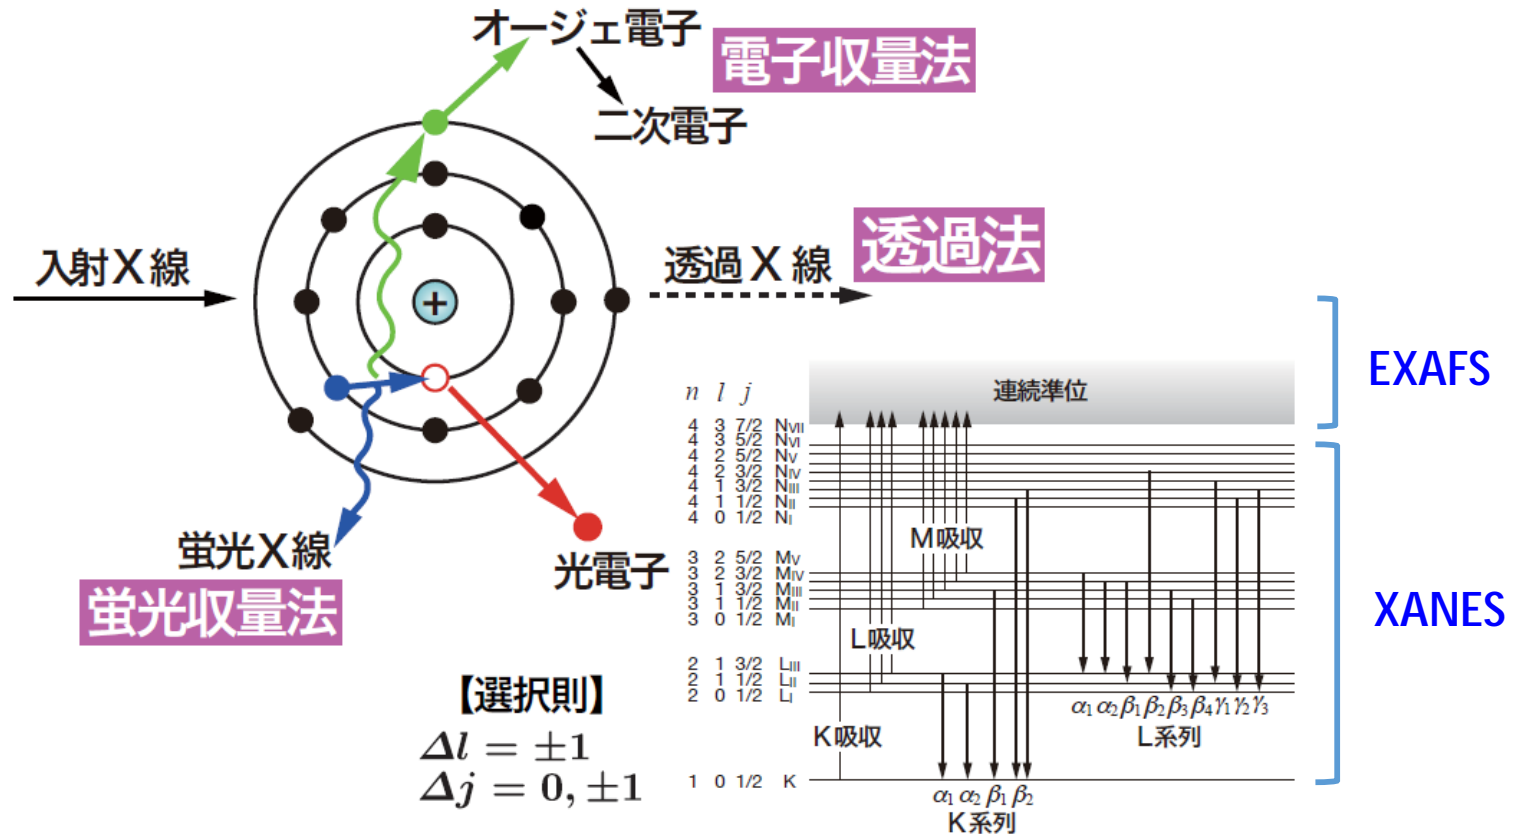 オージェ電子
電子収量法
二次電子
入射X線
+
透過X線
透過法
蛍光X線
蛍光収量法
光電子
【選択則】
Δl = ±1
Δj = 0, ±1
EXAFS
XANES
連続準位
n l j
4 3 7/2 NVII
4 3 5/2 NVI
4 2 5/2 NV
4 2 3/2 NIV
4 1 3/2 NIII
4 1 1/2 NII
4 0 1/2 NI
3 2 5/2 MV
3 2 3/2 MIV
3 1 3/2 MIII
3 1 1/2 MII
3 0 1/2 MI
2 1 3/2 LIII
2 1 1/2 LII
2 0 1/2 LI
1 0 1/2 K
M吸収
L吸収
K吸収
α1 α2 β1 β2 β3 β4 γ1 γ2 γ3
L系列
α1 α2 β1 β2
K系列